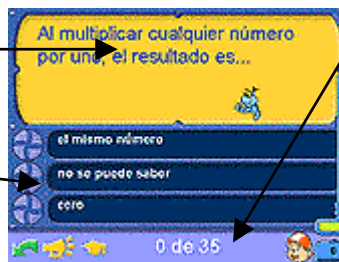 Al multiplicar cualquier número
por uno, el resultado es...
el mismo número
no se puede saber
cero
0 de 35